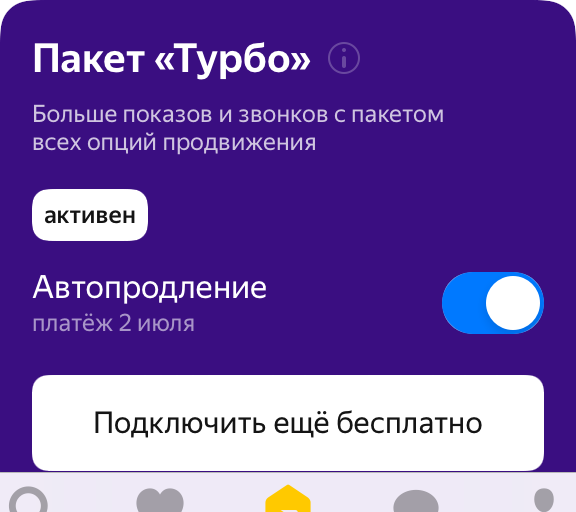 Пакет «Турбо»
Больше показов и звонков с пакетом
всех опций продвижения
активен
Автопродление
платёж 2 июля
Подключить ещё бесплатно